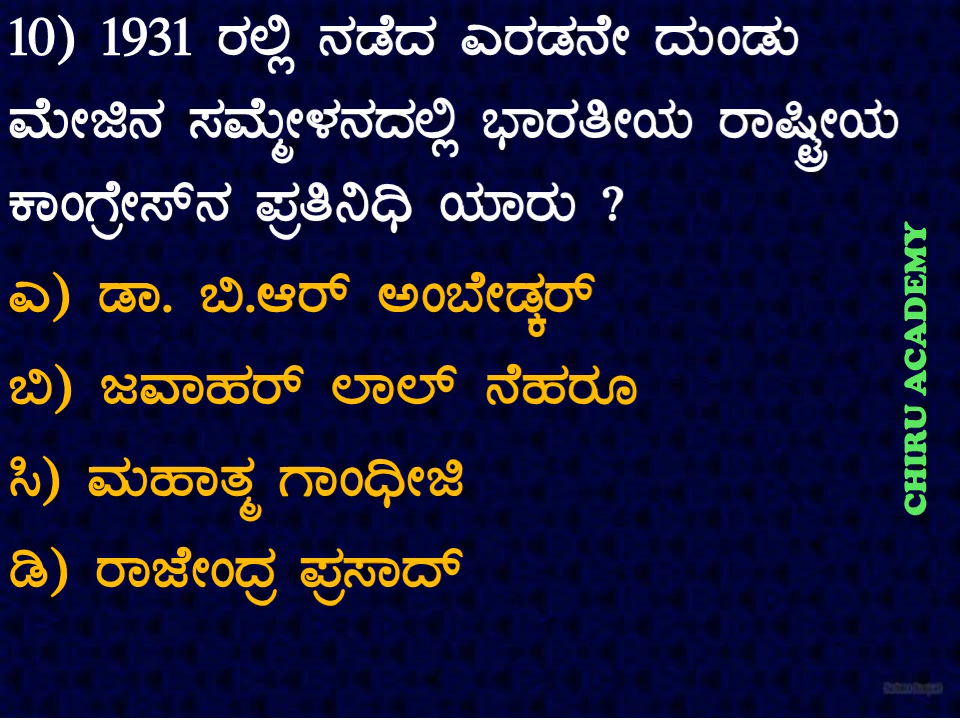 10) 1931 ರಲ್ಲಿ ನಡೆದ ಎರಡನೇ ದುಂಡು
ಮೇಜಿನ ಸಮ್ಮೇಳನದಲ್ಲಿ ಭಾರತೀಯ ರಾಷ್ಟ್ರೀಯ
ಕಾಂಗ್ರೇಸ್‌ನ ಪ್ರತಿನಿಧಿ ಯಾರು ?
ಎ) ಡಾ. ಬಿ.ಆರ್ ಅಂಬೇಡ್ಕರ್
ಬಿ) ಜವಾಹರ್ ಲಾಲ್ ನೆಹರೂ
ಸಿ) ಮಹಾತ್ಮ ಗಾಂಧೀಜಿ
ಡಿ) ರಾಜೇಂದ್ರ ಪ್ರಸಾದ್
CHIRU ACADEMY